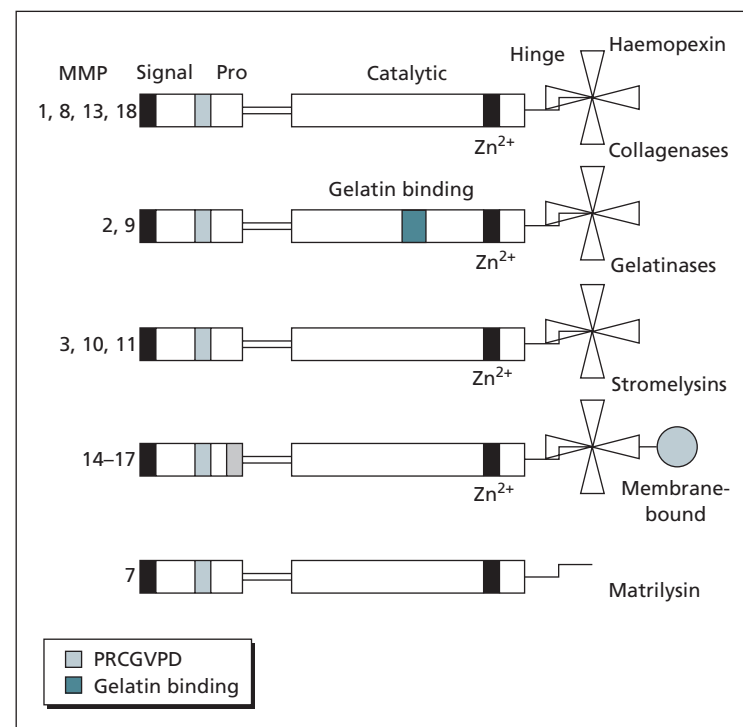 MMP Signal Pro Catalytic Hinge Haemopexin
1, 8, 13, 18
Zn²⁺
Collagenases
Gelatin binding
2, 9
Zn²⁺
Gelatinases
3, 10, 11
Zn²⁺
Stromelysins
14–17
Zn²⁺
Membrane-
bound
7
Matrilysin
PRCGVPD
Gelatin binding